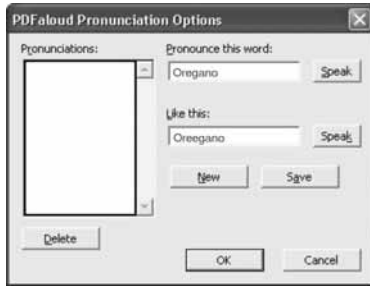 PDFaloud Pronunciation Options
Pronunciations:
Pronounce this word:
Oregano
Speak
Like this:
Oreegano
Speak
New
Save
Delete
OK
Cancel